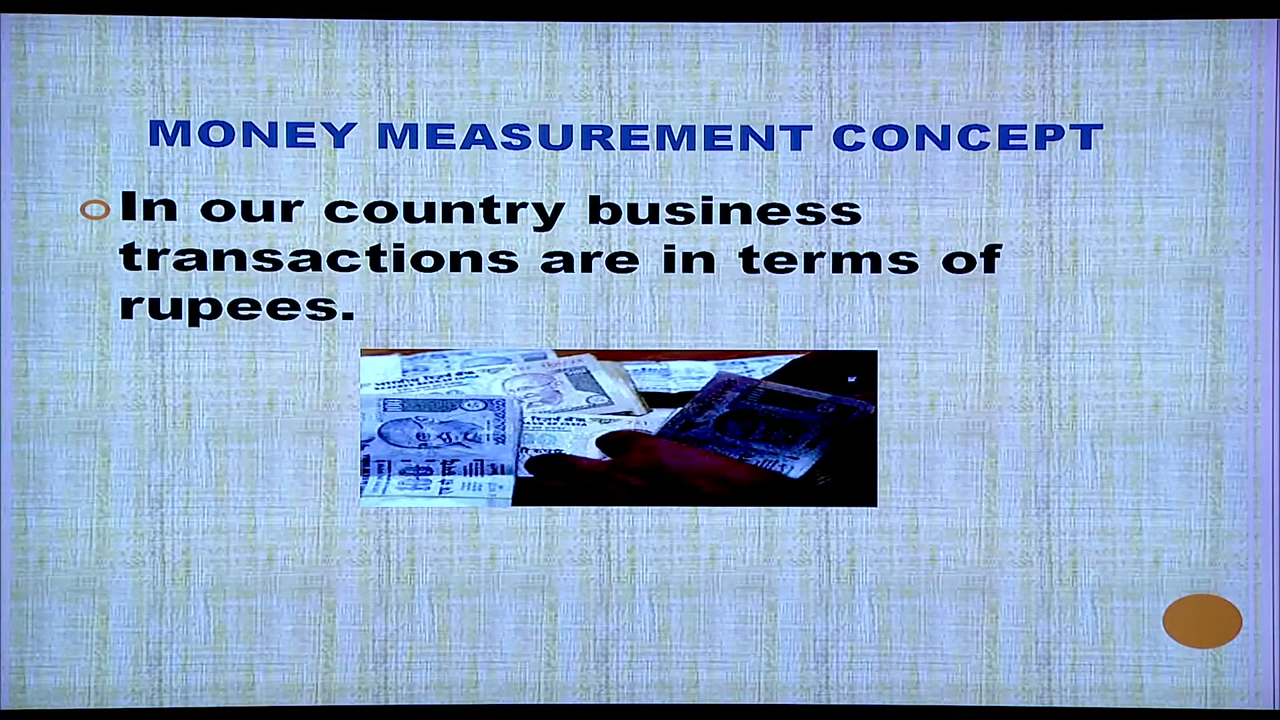 MONEY MEASUREMENT CONCEPT
In our country business
transactions are in terms of
rupees.